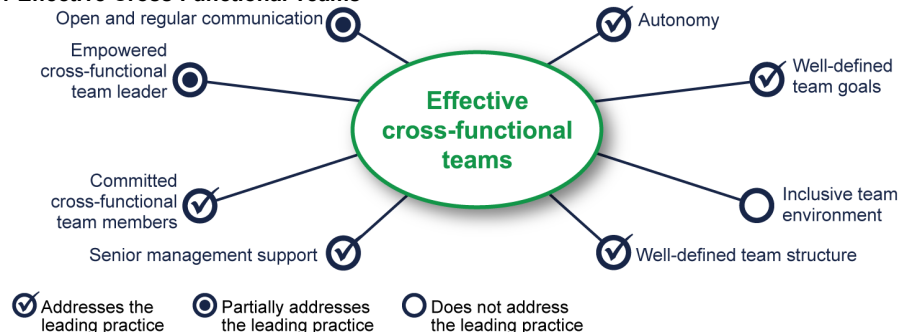 Open and regular communication
Autonomy
Empowered
cross-functional
team leader
Well-defined
team goals
Effective
cross-functional
teams
Committed
cross-functional
team members
Inclusive team
environment
Senior management support
Well-defined team structure
Addresses the
leading practice
Partially addresses
the leading practice
Does not address
the leading practice